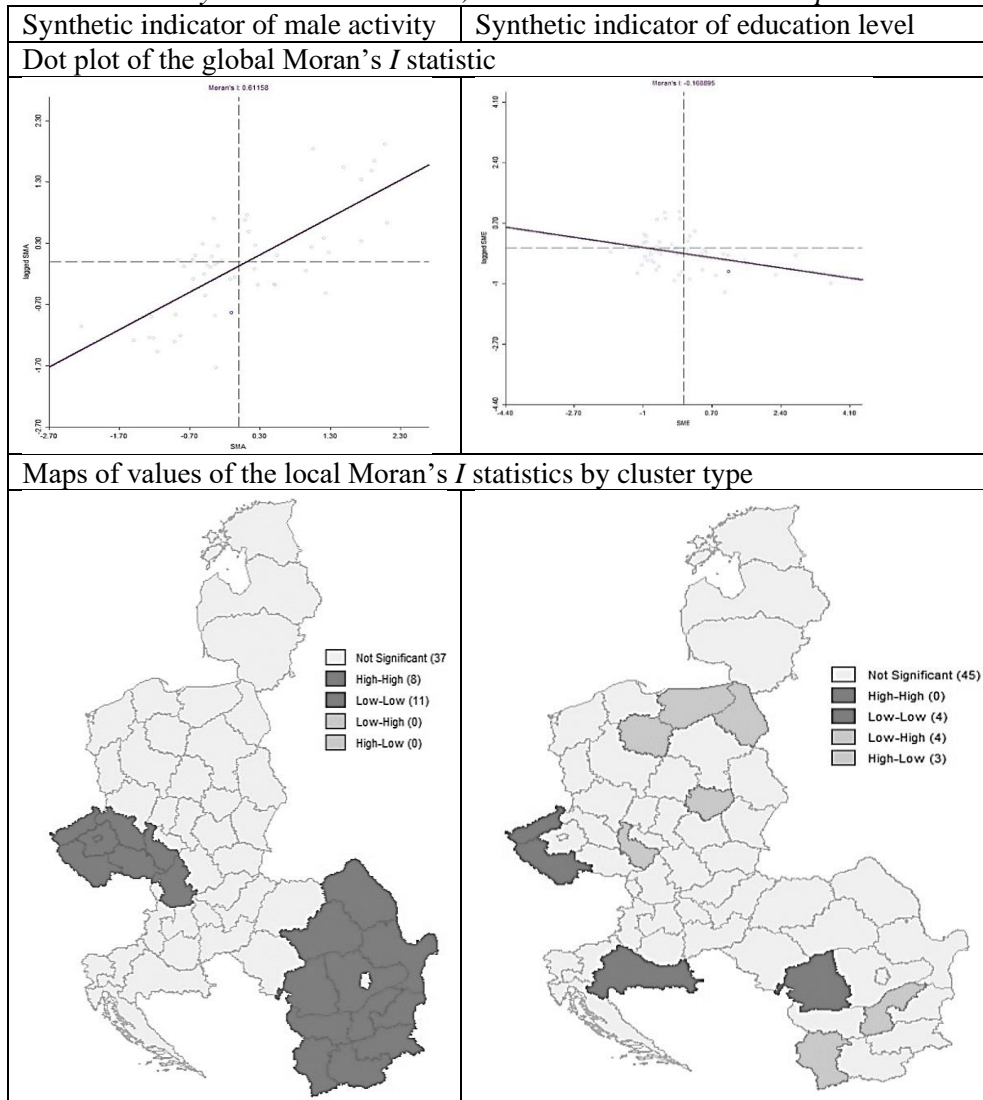 Synthetic indicator of male activity
Synthetic indicator of education level
Dot plot of the global Moran's I statistic
Moran's I: 0.61158
2.30
1.30
0.30
-0.70
-1.70
-2.70
lagged SMA
-2.70 -1.70 -0.70 0.30 1.30 2.30
SMA
Moran's I: -0.168895
4.10
2.40
0.70
-1
-2.70
-4.40
lagged SME
-4.40 -2.70 -1 0.70 2.40 4.10
SME
Maps of values of the local Moran's I statistics by cluster type
Not Significant (37
High-High (8)
Low-Low (11)
Low-High (0)
High-Low (0)
Not Significant (45)
High-High (0)
Low-Low (4)
Low-High (4)
High-Low (3)